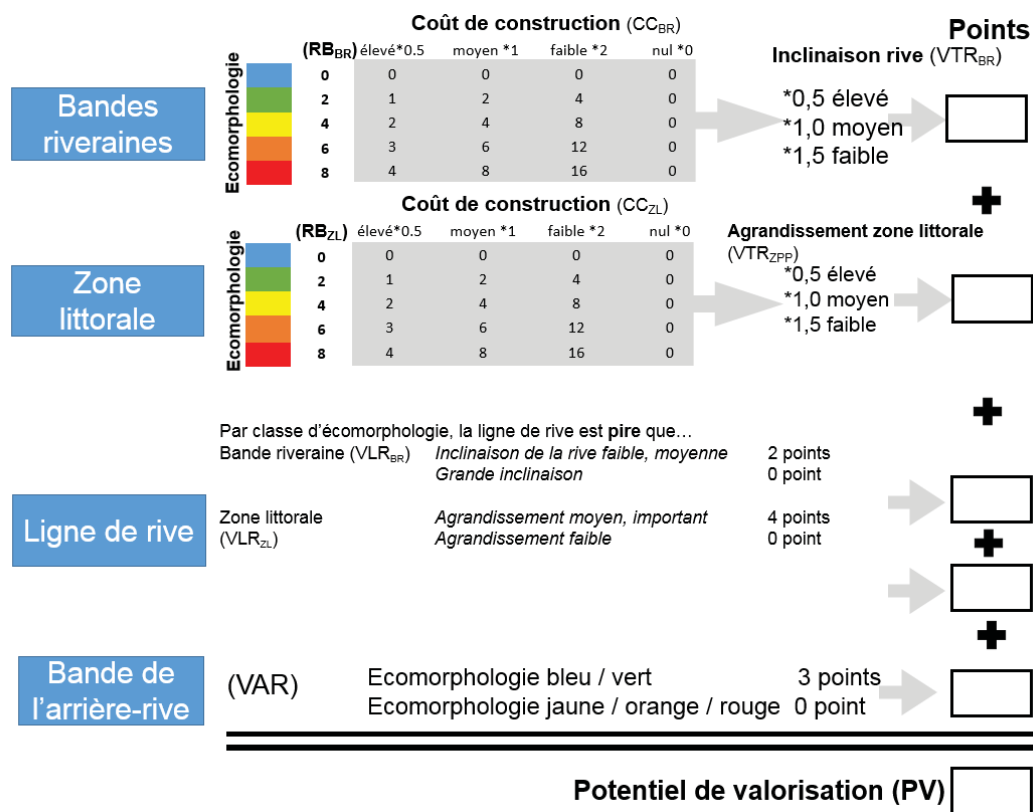 Points
Coût de construction (CCBR)
(RBBR) élevé*0.5 moyen *1 faible *2 nul *0
Inclinaison rive (VTRBR)
Bandes riveraines
Ecomorphologie
0 0 0 0 0
2 1 2 4 0
4 2 4 8 0
6 3 6 12 0
8 4 8 16 0
*0,5 élevé
*1,0 moyen
*1,5 faible
Coût de construction (CCZL)
(RBZL) élevé*0.5 moyen *1 faible *2 nul *0
Agrandissement zone littorale
(VTRZPP)
Zone littorale
Ecomorphologie
0 0 0 0 0
2 1 2 4 0
4 2 4 8 0
6 3 6 12 0
8 4 8 16 0
*0,5 élevé
*1,0 moyen
*1,5 faible
Ligne de rive
Par classe d'écomorphologie, la ligne de rive est pire que…
Bande riveraine (VLRBR) Inclinaison de la rive faible, moyenne 2 points
Grande inclinaison 0 point
Zone littorale Agrandissement moyen, important 4 points
(VLRZL) Agrandissement faible 0 point
Bande de
l'arrière-rive
(VAR)
Ecomorphologie bleu / vert 3 points
Ecomorphologie jaune / orange / rouge 0 point
Potentiel de valorisation (PV)